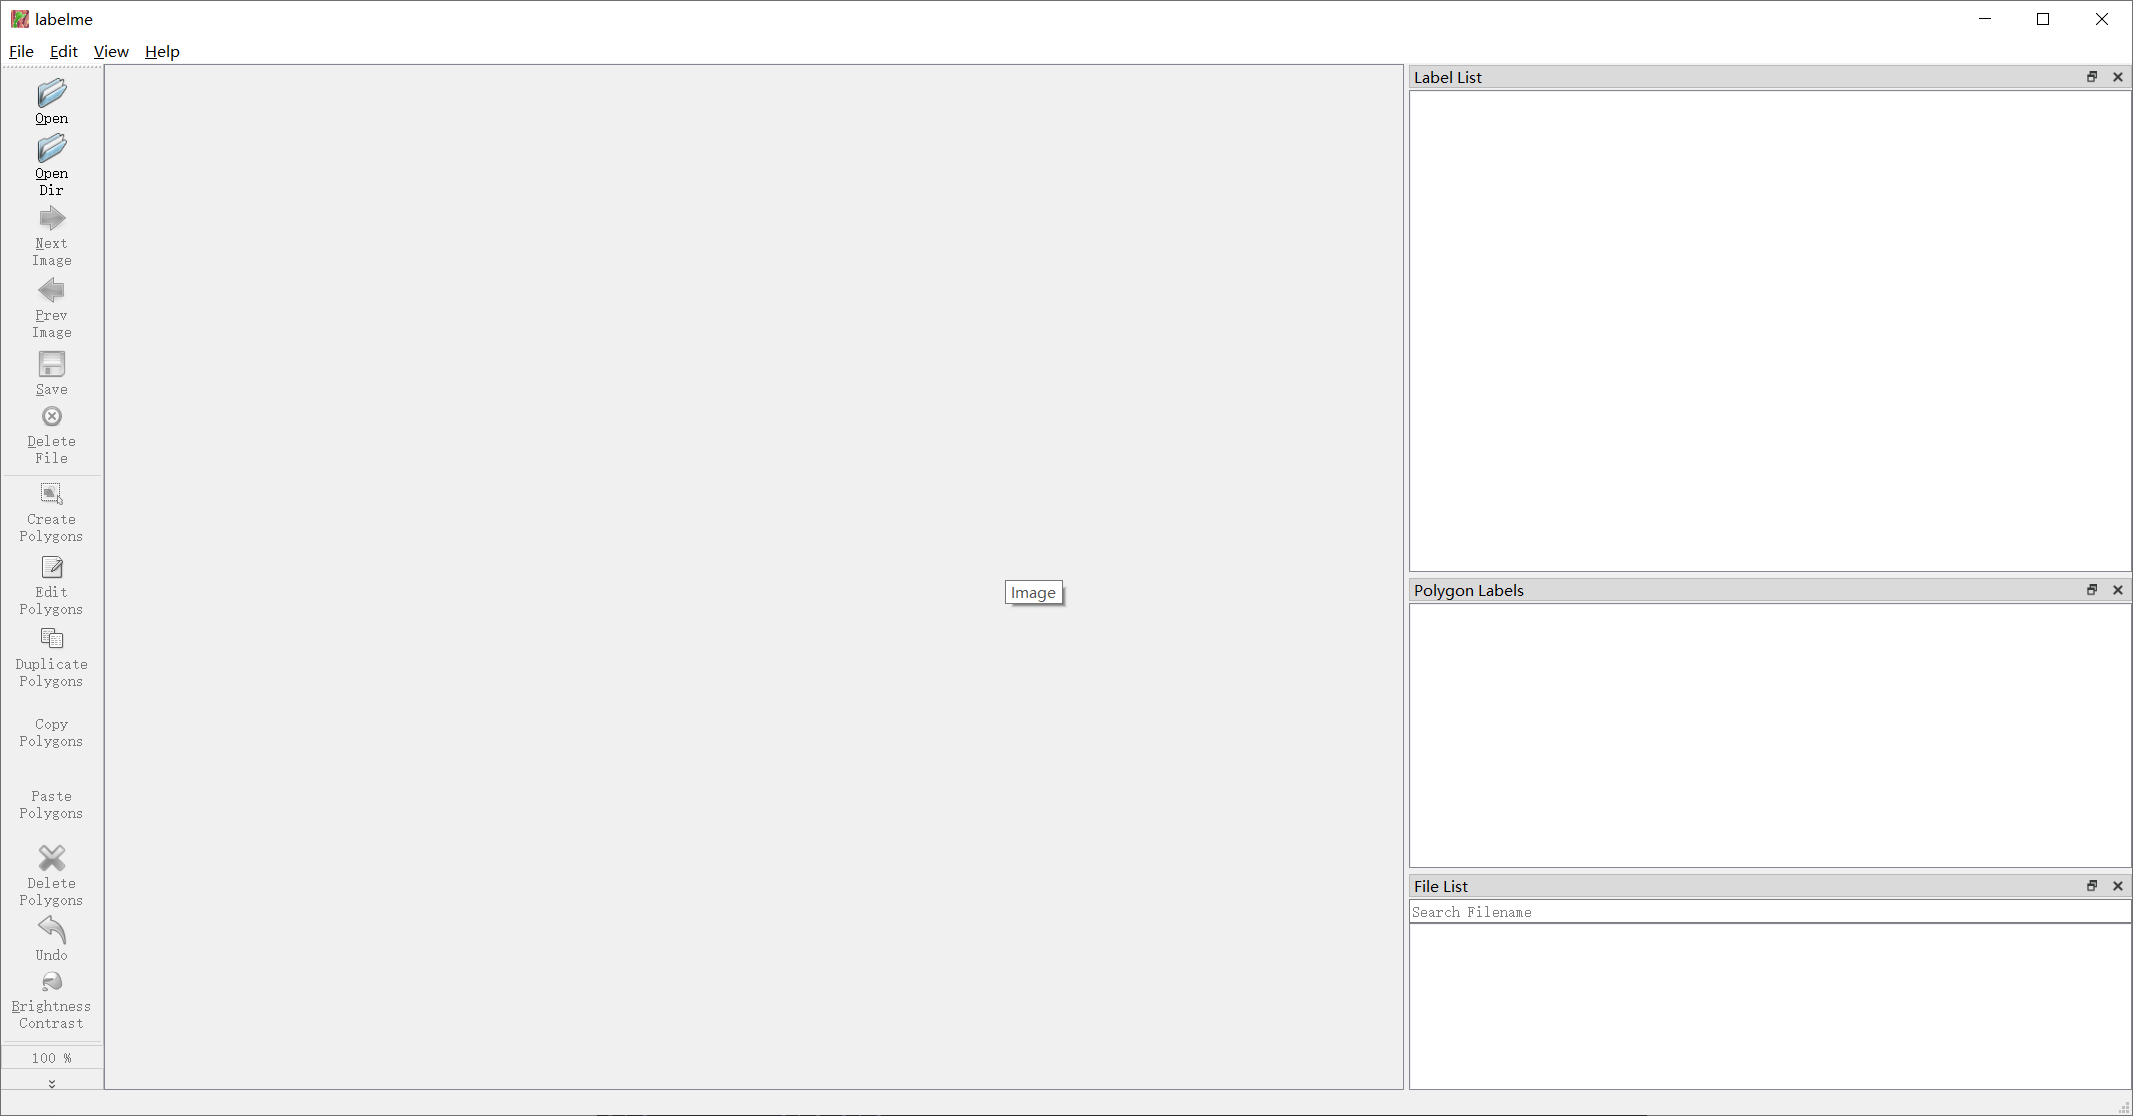 labelme
File Edit View Help
Open
Open
Dir
Next
Image
Prev
Image
Save
Delete
File
Create
Polygons
Edit
Polygons
Duplicate
Polygons
Copy
Polygons
Paste
Polygons
Delete
Polygons
Undo
Brightness
Contrast
100 %
Image
Label List
Polygon Labels
File List
Search Filename